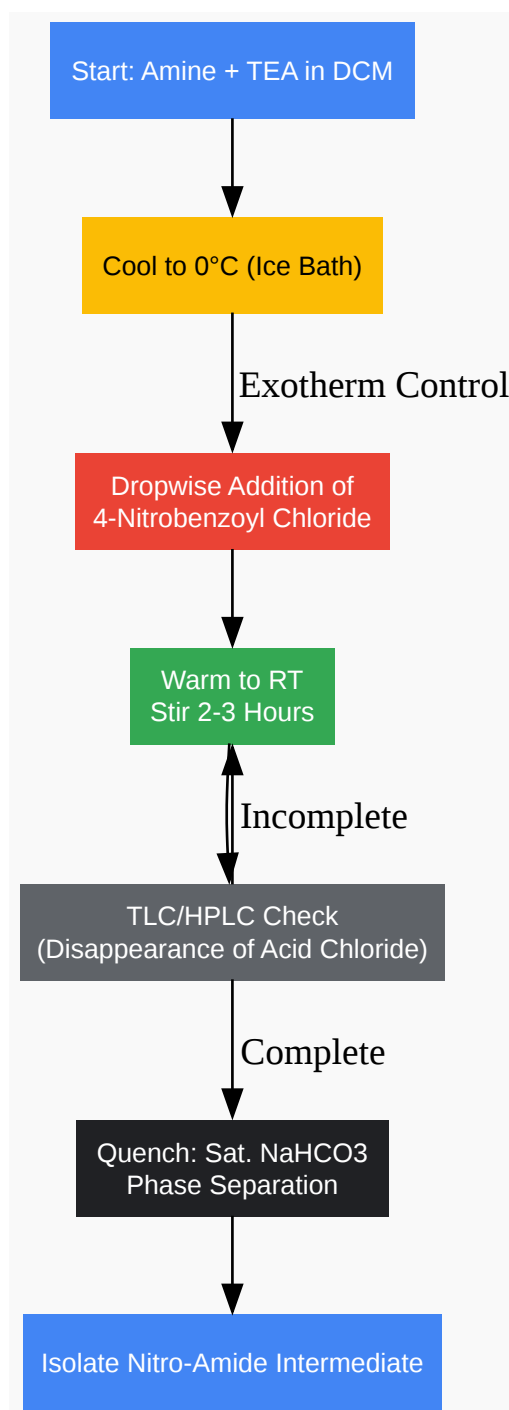 Start: Amine + TEA in DCM
Cool to 0°C (Ice Bath)
Exotherm Control
Dropwise Addition of
4-Nitrobenzoyl Chloride
Warm to RT
Stir 2-3 Hours
Incomplete
TLC/HPLC Check
(Disappearance of Acid Chloride)
Complete
Quench: Sat. NaHCO3
Phase Separation
Isolate Nitro-Amide Intermediate